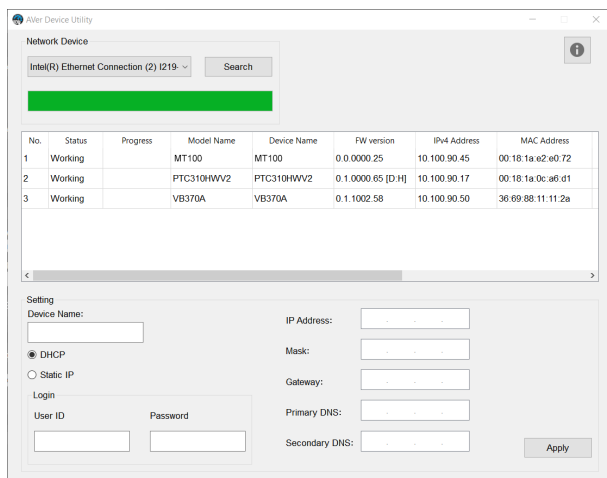 AVer Device Utility
Network Device
Intel(R) Ethernet Connection (2) I219-
Search
No. Status Progress Model Name Device Name FW version IPv4 Address MAC Address
1 Working MT100 MT100 0.0.0000.25 10.100.90.45 00:18:1a:e2:e0:72
2 Working PTC310HWV2 PTC310HWV2 0.1.0000.65 [D:H] 10.100.90.17 00:18:1a:0c:a6:d1
3 Working VB370A VB370A 0.1.1002.58 10.100.90.50 36:69:88:11:11:2a
Setting
Device Name:
DHCP
Static IP
Login
User ID Password
IP Address:
Mask:
Gateway:
Primary DNS:
Secondary DNS:
Apply